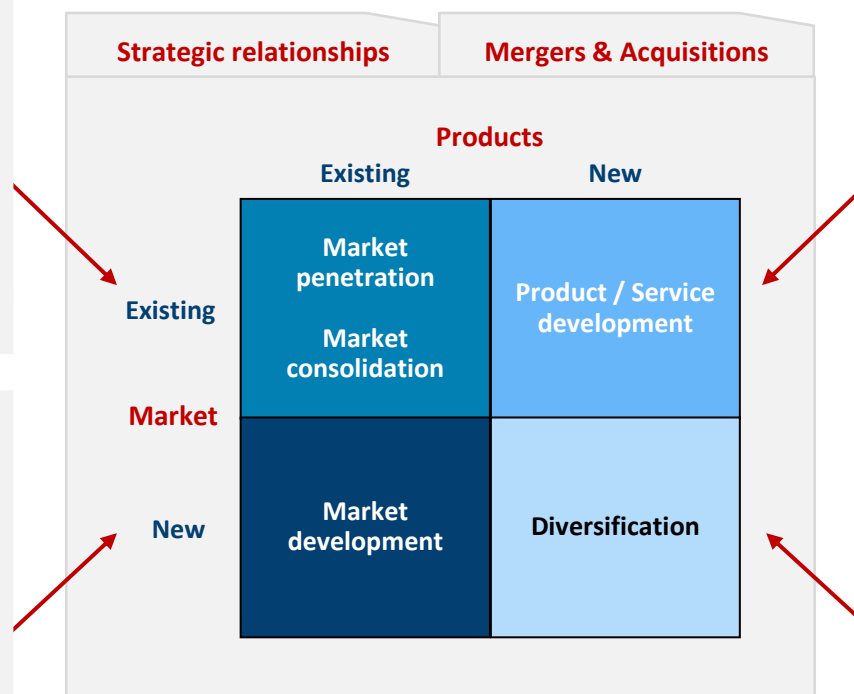 Strategic relationships
Mergers & Acquisitions
Products
Existing
New
Existing
Market
penetration
Market
consolidation
Product / Service
development
Market
New
Market
development
Diversification